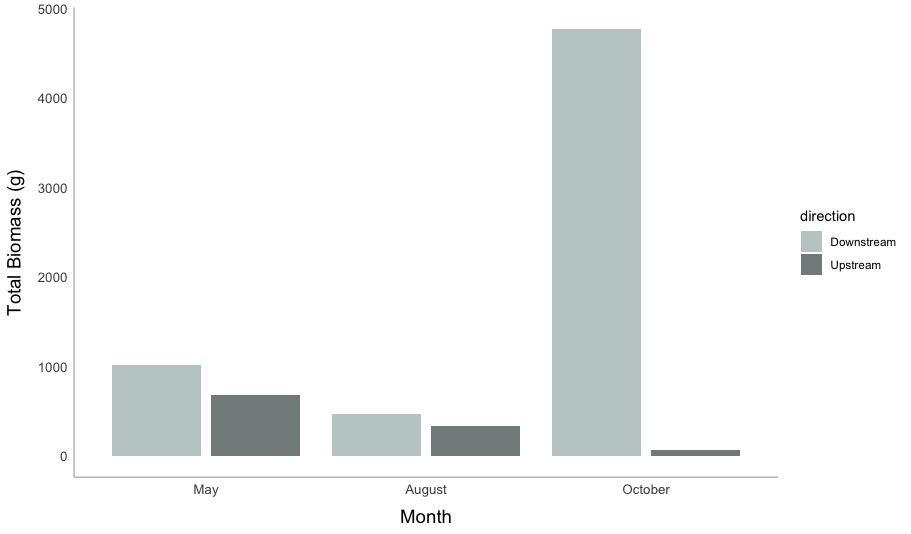 5000
4000
3000
2000
1000
0
Total Biomass (g)
May
August
October
Month
direction
Downstream
Upstream